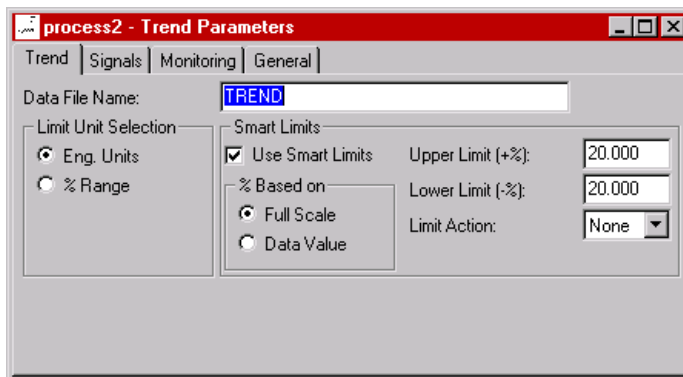 process2 - Trend Parameters
Trend Signals Monitoring General
Data File Name: TREND
Limit Unit Selection
Eng. Units
% Range
Smart Limits
Use Smart Limits
% Based on
Full Scale
Data Value
Upper Limit (+%): 20.000
Lower Limit (-%): 20.000
Limit Action: None